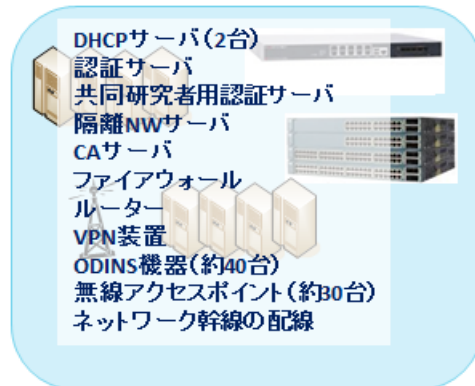 DHCPサーバ(2台)
認証サーバ
共同研究者用認証サーバ
隔離NWサーバ
CAサーバ
ファイアウォール
ルーター
VPN装置
ODINS機器(約40台)
無線アクセスポイント(約30台)
ネットワーク幹線の配線